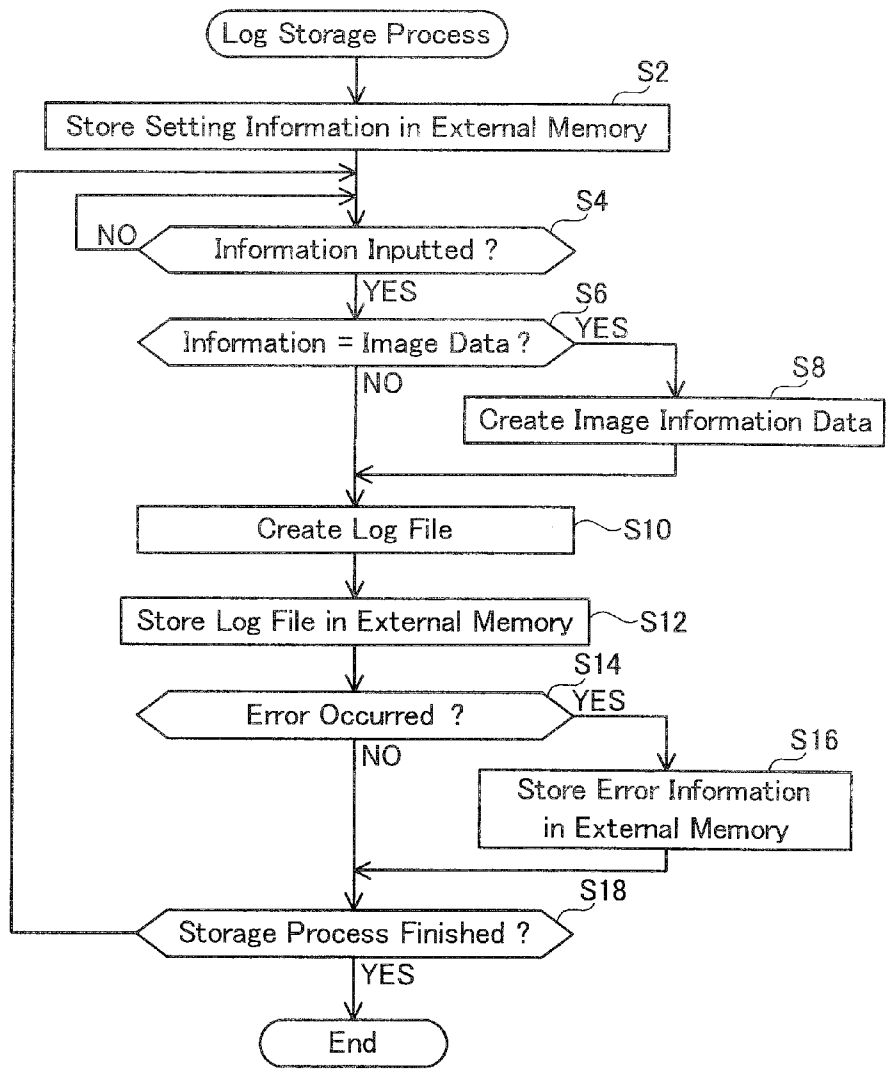 Log Storage Process
S2
Store Setting Information in External Memory
S4
NO
Information Inputted ?
YES
S6
Information = Image Data ?
YES
NO
S8
Create Image Information Data
Create Log File
S10
Store Log File in External Memory
S12
S14
Error Occurred ?
YES
NO
S16
Store Error Information
in External Memory
S18
Storage Process Finished ?
YES
End